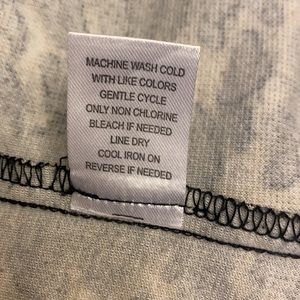 MACHINE WASH COLD
WITH LIKE COLORS
GENTLE CYCLE
ONLY NON CHLORINE
BLEACH IF NEEDED
LINE DRY
COOL IRON ON
REVERSE IF NEEDED